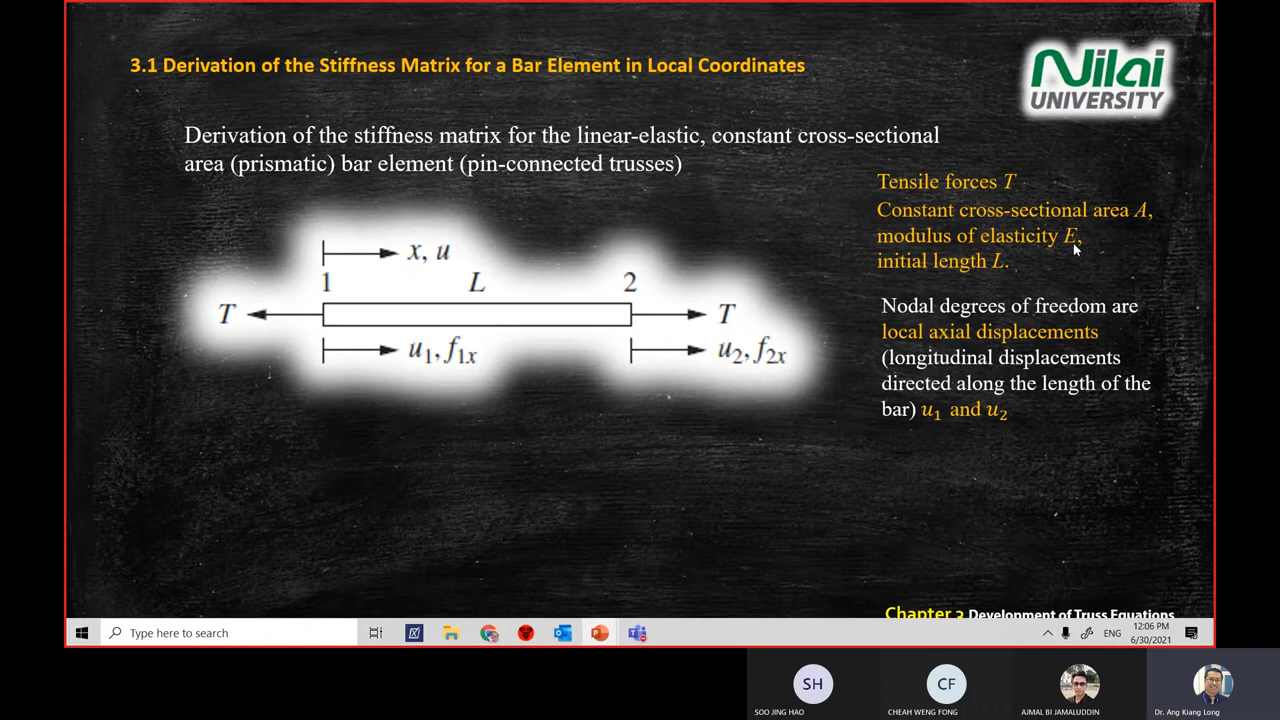 3.1 Derivation of the Stiffness Matrix for a Bar Element in Local Coordinates
Nilai
UNIVERSITY
Derivation of the stiffness matrix for the linear-elastic, constant cross-sectional
area (prismatic) bar element (pin-connected trusses)
Tensile forces T
Constant cross-sectional area A,
modulus of elasticity E,
initial length L.
x, u
1 L 2
T T
u₁, f₁ₓ u₂, f₂ₓ
Nodal degrees of freedom are
local axial displacements
(longitudinal displacements
directed along the length of the
bar) u₁ and u₂
Chapter 3 Development of Truss Equations
Type here to search
ENG
12:06 PM
6/30/2021
SH
SOO JING HAO
CF
CHEAH WENG FONG
AJMAL BI JAMALUDDIN
Dr. Ang Kiang Long